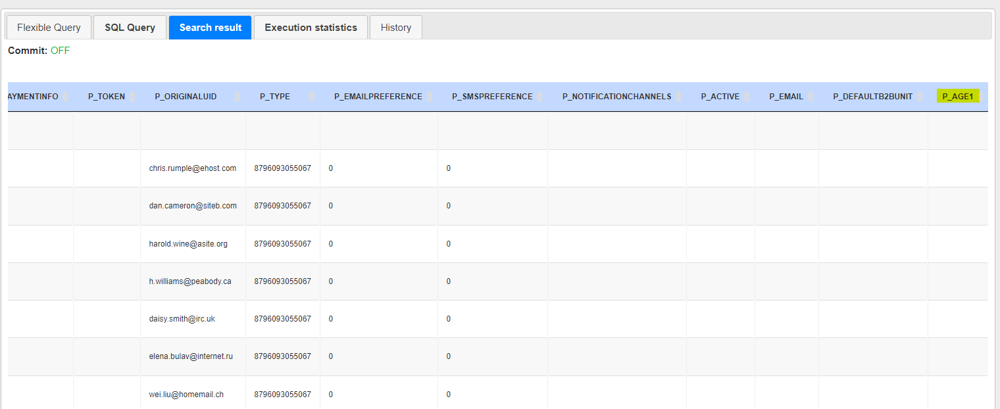 Flexible Query SQL Query Search result Execution statistics History
Commit: OFF
AYMENTINFO P_TOKEN P_ORIGINALUID P_TYPE P_EMAILPREFERENCE P_SMSPREFERENCE P_NOTIFICATIONCHANNELS P_ACTIVE P_EMAIL P_DEFAULTB2BUNIT P_AGE1
chris.rumple@ehost.com 8796093055067 0 0
dan.cameron@siteb.com 8796093055067 0 0
harold.wine@asite.org 8796093055067 0 0
h.williams@peabody.ca 8796093055067 0 0
daisy.smith@irc.uk 8796093055067 0 0
elena.bulav@internet.ru 8796093055067 0 0
wei.liu@homemail.ch 8796093055067 0 0